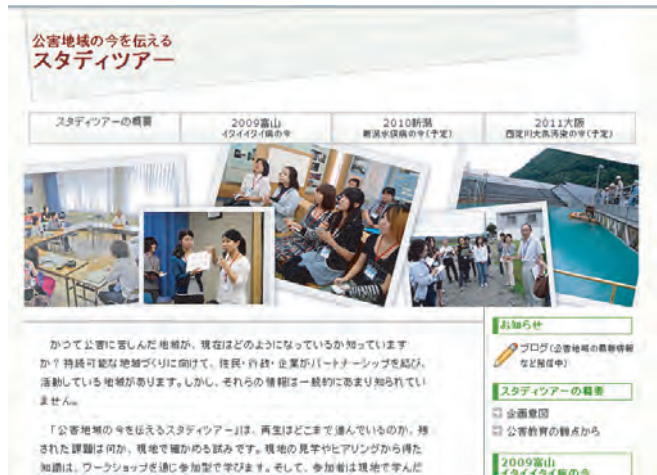 公害地域の今を伝える
スタディツアー
スタディツアーの概要
2009富山
イタイイタイ病の今
2010新潟
新潟水俣病の今(予定)
2011大阪
西淀川大気汚染の今(予定)
かつて公害に苦しんだ地域が、現在はどのようになっているか知っています
か？持続可能な地域づくりに向けて、住民・行政・企業がパートナーシップを結び、
活動している地域があります。しかし、それらの情報は一般的にあまり知られてい
ません。
「公害地域の今を伝えるスタディツアー」は、再生はどこまで進んでいるのか、残
された課題は何か、現地で確かめる試みです。現地の見学やヒアリングから得た
知識は、ワークショップを通じ参加型で学びます。そして、参加者は現地で学んだ
お知らせ
ブログ(公害地域の最新情報
など発信中)
スタディツアーの概要
企画意図
公害教育の観点から
2009富山
イタイイタイ病の今